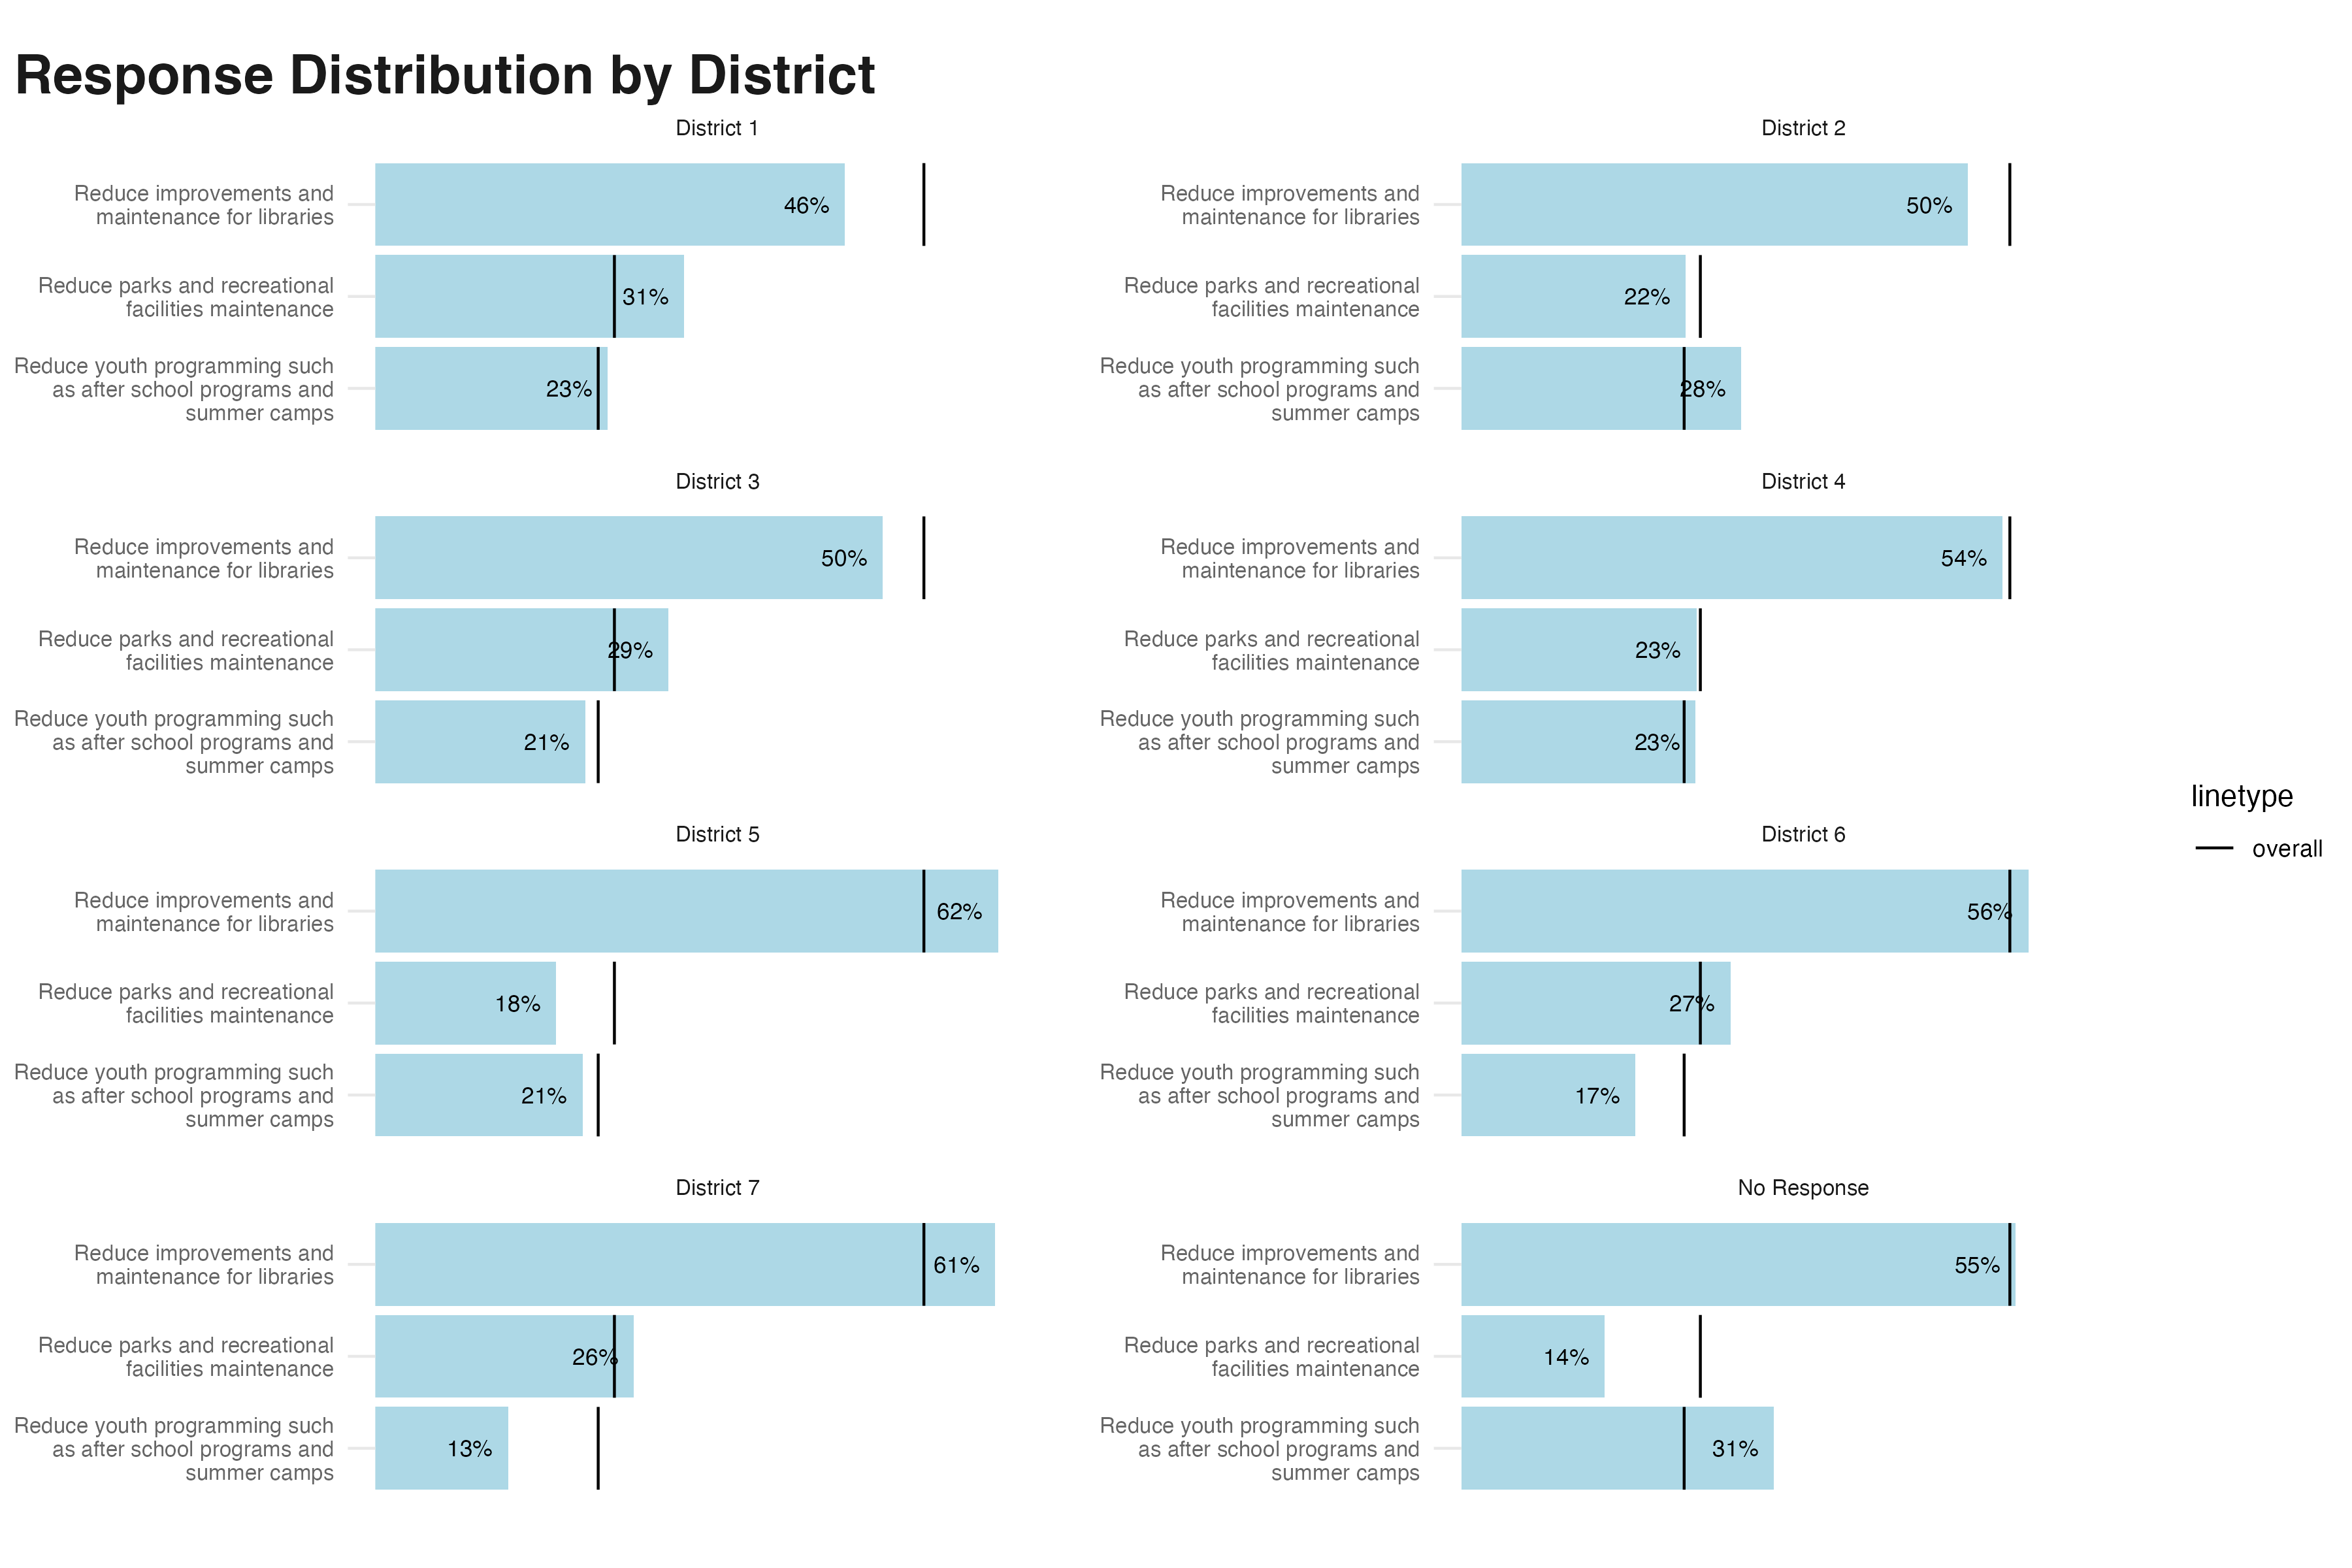 Response Distribution by District
District 1
Reduce improvements and
maintenance for libraries
46%
Reduce parks and recreational
facilities maintenance
31%
Reduce youth programming such
as after school programs and
summer camps
23%
District 2
Reduce improvements and
maintenance for libraries
50%
Reduce parks and recreational
facilities maintenance
22%
Reduce youth programming such
as after school programs and
summer camps
28%
District 3
Reduce improvements and
maintenance for libraries
50%
Reduce parks and recreational
facilities maintenance
29%
Reduce youth programming such
as after school programs and
summer camps
21%
District 4
Reduce improvements and
maintenance for libraries
54%
Reduce parks and recreational
facilities maintenance
23%
Reduce youth programming such
as after school programs and
summer camps
23%
District 5
Reduce improvements and
maintenance for libraries
62%
Reduce parks and recreational
facilities maintenance
18%
Reduce youth programming such
as after school programs and
summer camps
21%
District 6
Reduce improvements and
maintenance for libraries
56%
Reduce parks and recreational
facilities maintenance
27%
Reduce youth programming such
as after school programs and
summer camps
17%
District 7
Reduce improvements and
maintenance for libraries
61%
Reduce parks and recreational
facilities maintenance
26%
Reduce youth programming such
as after school programs and
summer camps
13%
No Response
Reduce improvements and
maintenance for libraries
55%
Reduce parks and recreational
facilities maintenance
14%
Reduce youth programming such
as after school programs and
summer camps
31%
linetype
overall